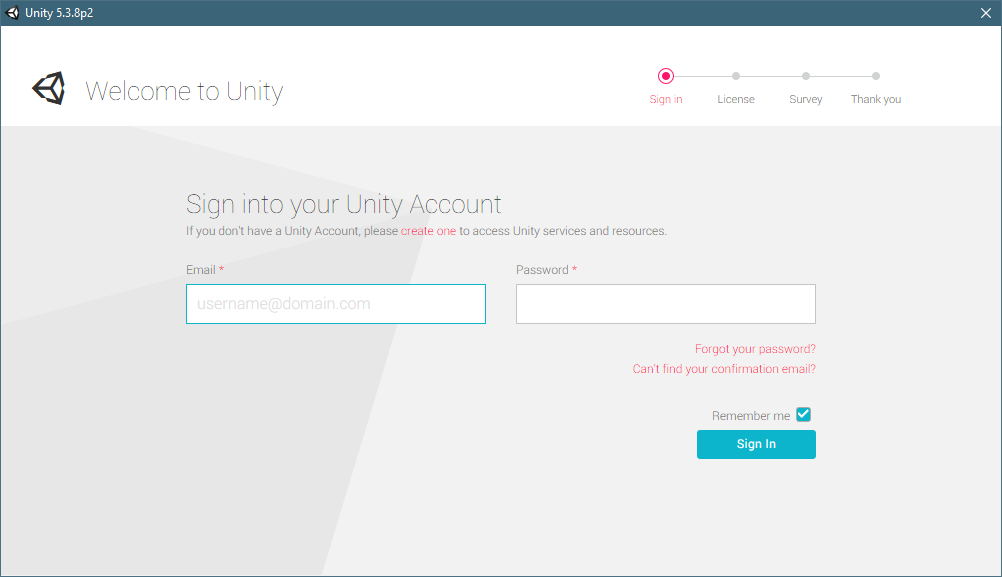 Unity 5.3.8p2
Welcome to Unity
Sign in License Survey Thank you
Sign into your Unity Account
If you don't have a Unity Account, please create one to access Unity services and resources.
Email * Password *
username@domain.com
Forgot your password?
Can't find your confirmation email?
Remember me
Sign In